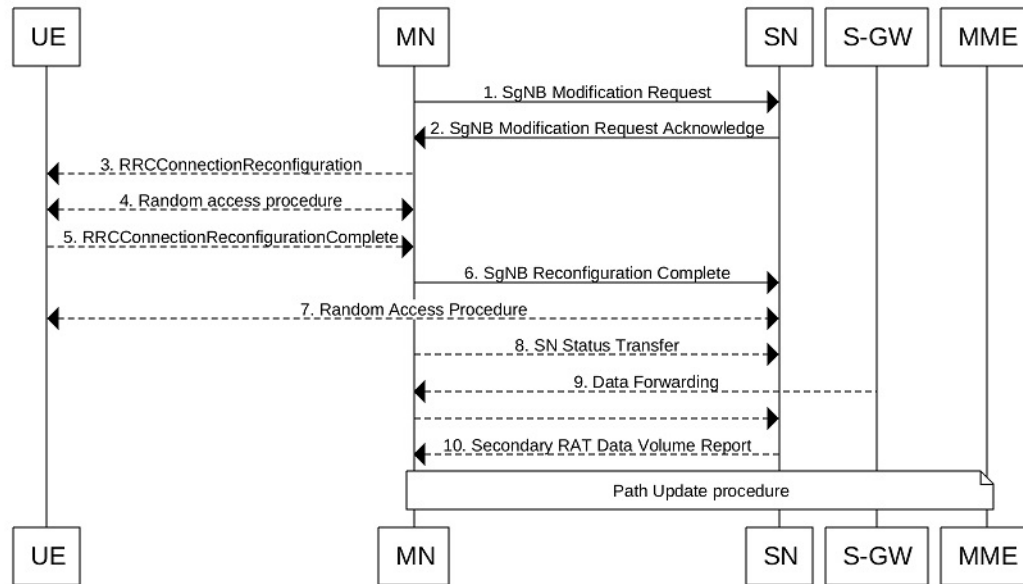 UE
MN
SN
S-GW
MME
1. SgNB Modification Request
2. SgNB Modification Request Acknowledge
3. RRCConnectionReconfiguration
4. Random access procedure
5. RRCConnectionReconfigurationComplete
6. SgNB Reconfiguration Complete
7. Random Access Procedure
8. SN Status Transfer
9. Data Forwarding
10. Secondary RAT Data Volume Report
Path Update procedure
UE
MN
SN
S-GW
MME